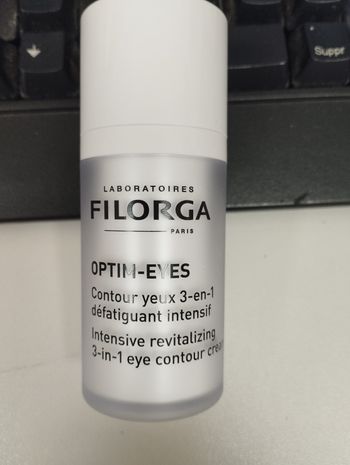 Suppr
LABORATOIRES
FILORGA
PARIS
OPTIM-EYES
Contour yeux 3-en-1
défatiguant intensif
Intensive revitalizing
3-in-1 eye contour cream